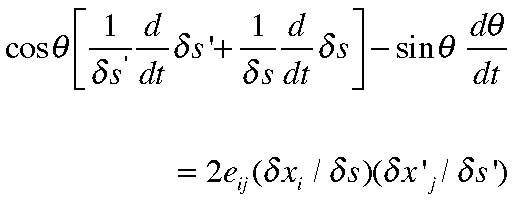 cosθ[1/δs' d/dt δs' + 1/δs d/dt δs] − sinθ dθ/dt
= 2e_ij(δx_i / δs)(δx'_j / δs')